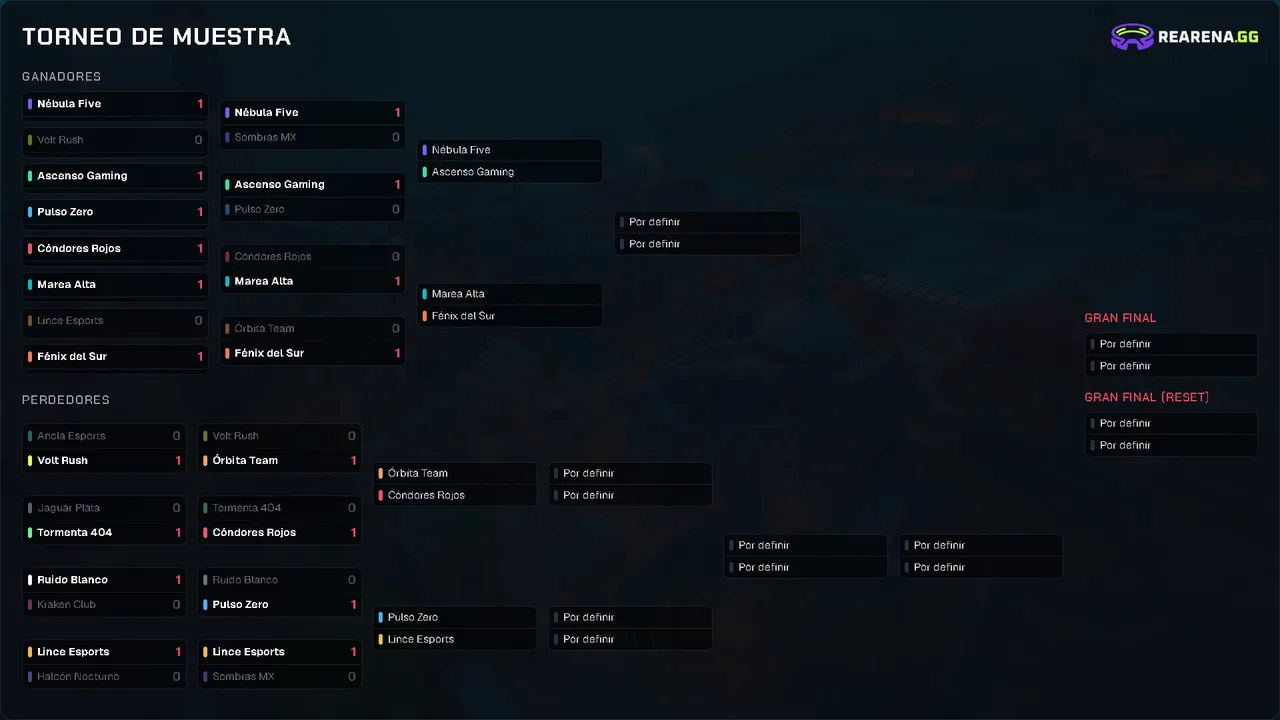 TORNEO DE MUESTRA
REARENA.GG
GANADORES
Nébula Five 1
Volt Rush 0
Ascenso Gaming 1
Pulso Zero 1
Cóndores Rojos 1
Marea Alta 1
Lince Esports 0
Fénix del Sur 1
Nébula Five 1
Sombras MX 0
Ascenso Gaming 1
Pulso Zero 0
Cóndores Rojos 0
Marea Alta 1
Órbita Team 0
Fénix del Sur 1
Nébula Five
Ascenso Gaming
Marea Alta
Fénix del Sur
Por definir
Por definir
GRAN FINAL
Por definir
Por definir
GRAN FINAL (RESET)
Por definir
Por definir
PERDEDORES
Ancla Esports 0
Volt Rush 1
Jaguar Plata 0
Tormenta 404 1
Ruido Blanco 1
Kraken Club 0
Lince Esports 1
Halcón Nocturno 0
Volt Rush 0
Órbita Team 1
Tormenta 404 0
Cóndores Rojos 1
Ruido Blanco 0
Pulso Zero 1
Lince Esports 1
Sombras MX 0
Órbita Team
Cóndores Rojos
Pulso Zero
Lince Esports
Por definir
Por definir
Por definir
Por definir
Por definir
Por definir
Por definir
Por definir